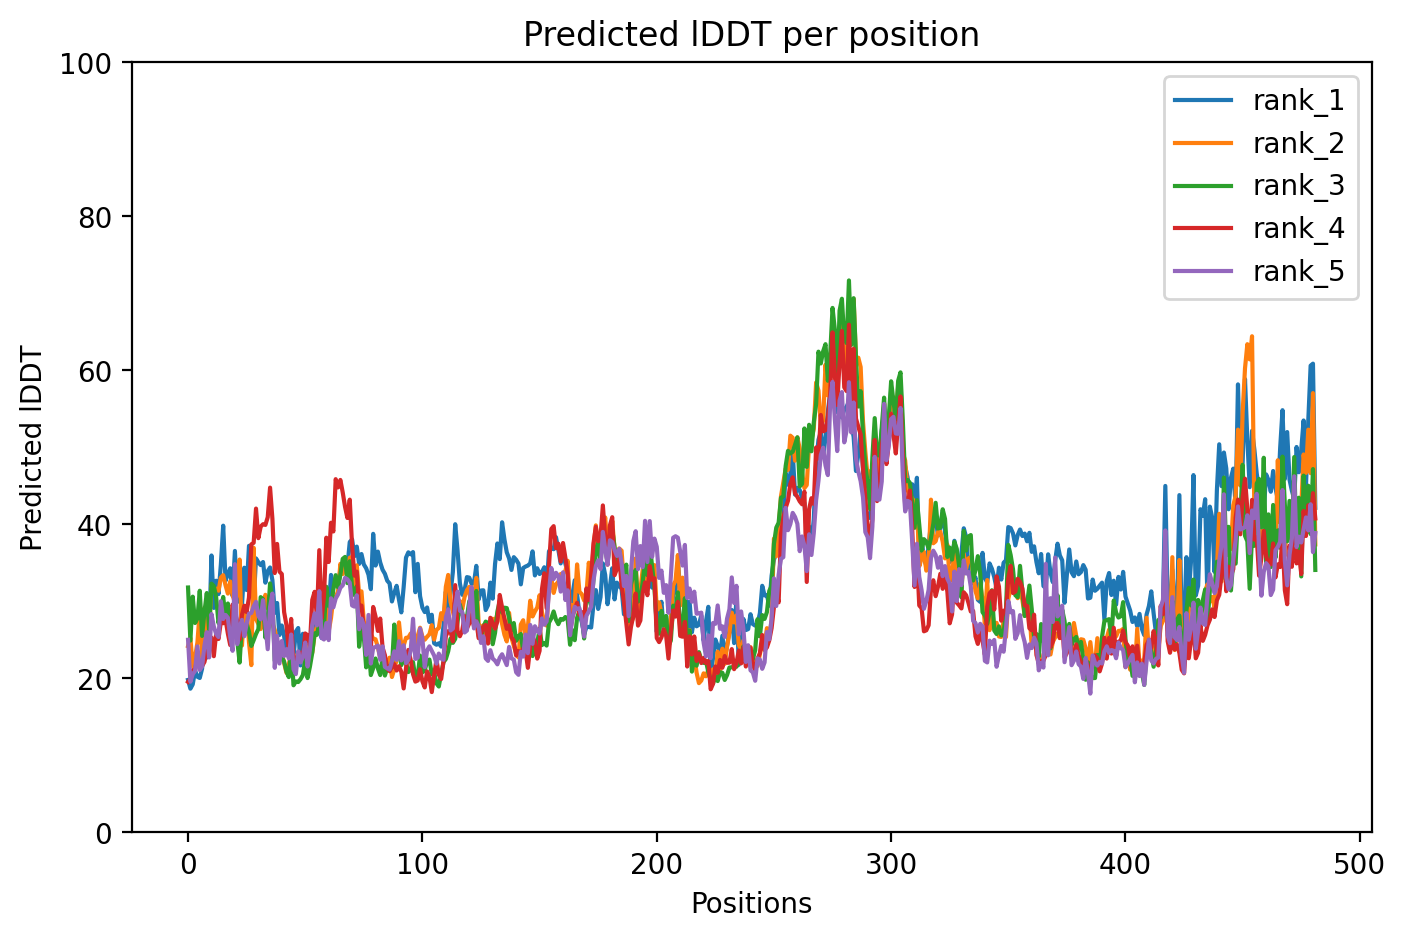 Predicted lDDT per position
100
80
60
40
20
0
Predicted lDDT
0 100 200 300 400 500
Positions
rank_1
rank_2
rank_3
rank_4
rank_5